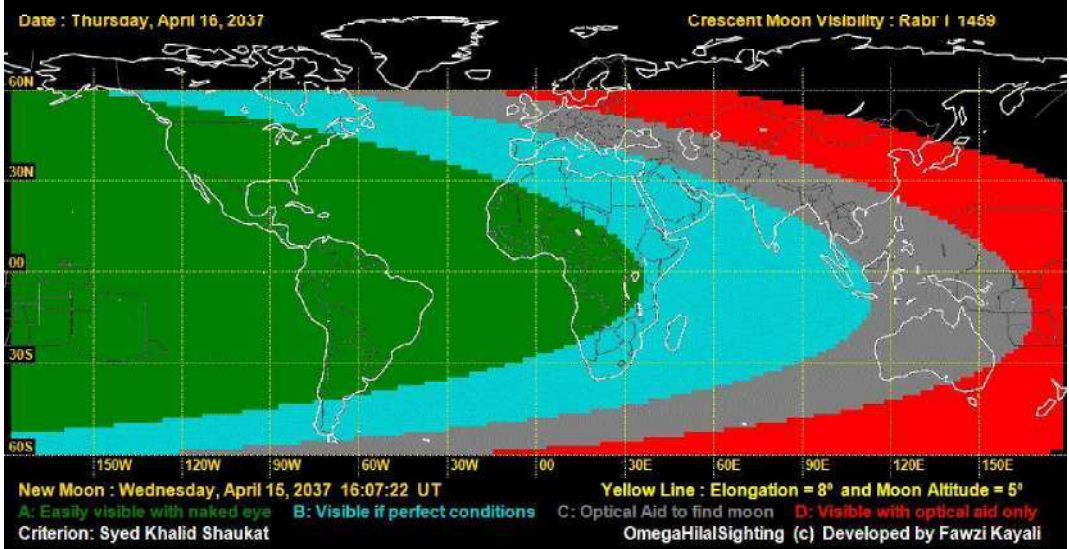 Date : Thursday, April 16, 2037
Crescent Moon Visibility : Rabi' I 1459
60N
30N
00
30S
60S
150W 120W 90W 60W 30W 00 30E 60E 90E 120E 150E
New Moon : Wednesday, April 15, 2037 16:07:22 UT
Yellow Line : Elongation = 8° and Moon Altitude = 5°
A: Easily visible with naked eye B: Visible if perfect conditions C: Optical Aid to find moon D: Visible with optical aid only
Criterion: Syed Khalid Shaukat
OmegaHilalSighting (c) Developed by Fawzi Kayali